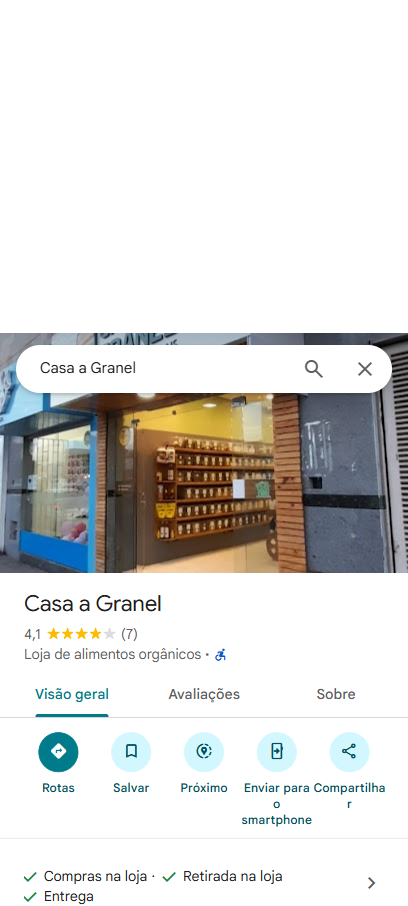 GRANEL
Casa a Granel
Casa a Granel
4,1 (7)
Loja de alimentos orgânicos ·
Visão geral Avaliações Sobre
Rotas Salvar Próximo Enviar para o smartphone Compartilhar
Compras na loja · Retirada na loja
Entrega